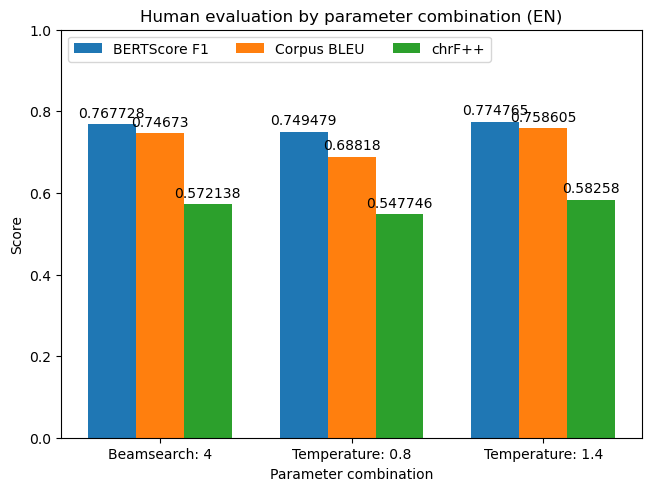 Human evaluation by parameter combination (EN)
BERTScore F1 Corpus BLEU chrF++
1.0
0.8
0.6
0.4
0.2
0.0
Score
0.767728 0.74673 0.572138
0.749479 0.68818 0.547746
0.774765 0.758605 0.58258
Beamsearch: 4 Temperature: 0.8 Temperature: 1.4
Parameter combination